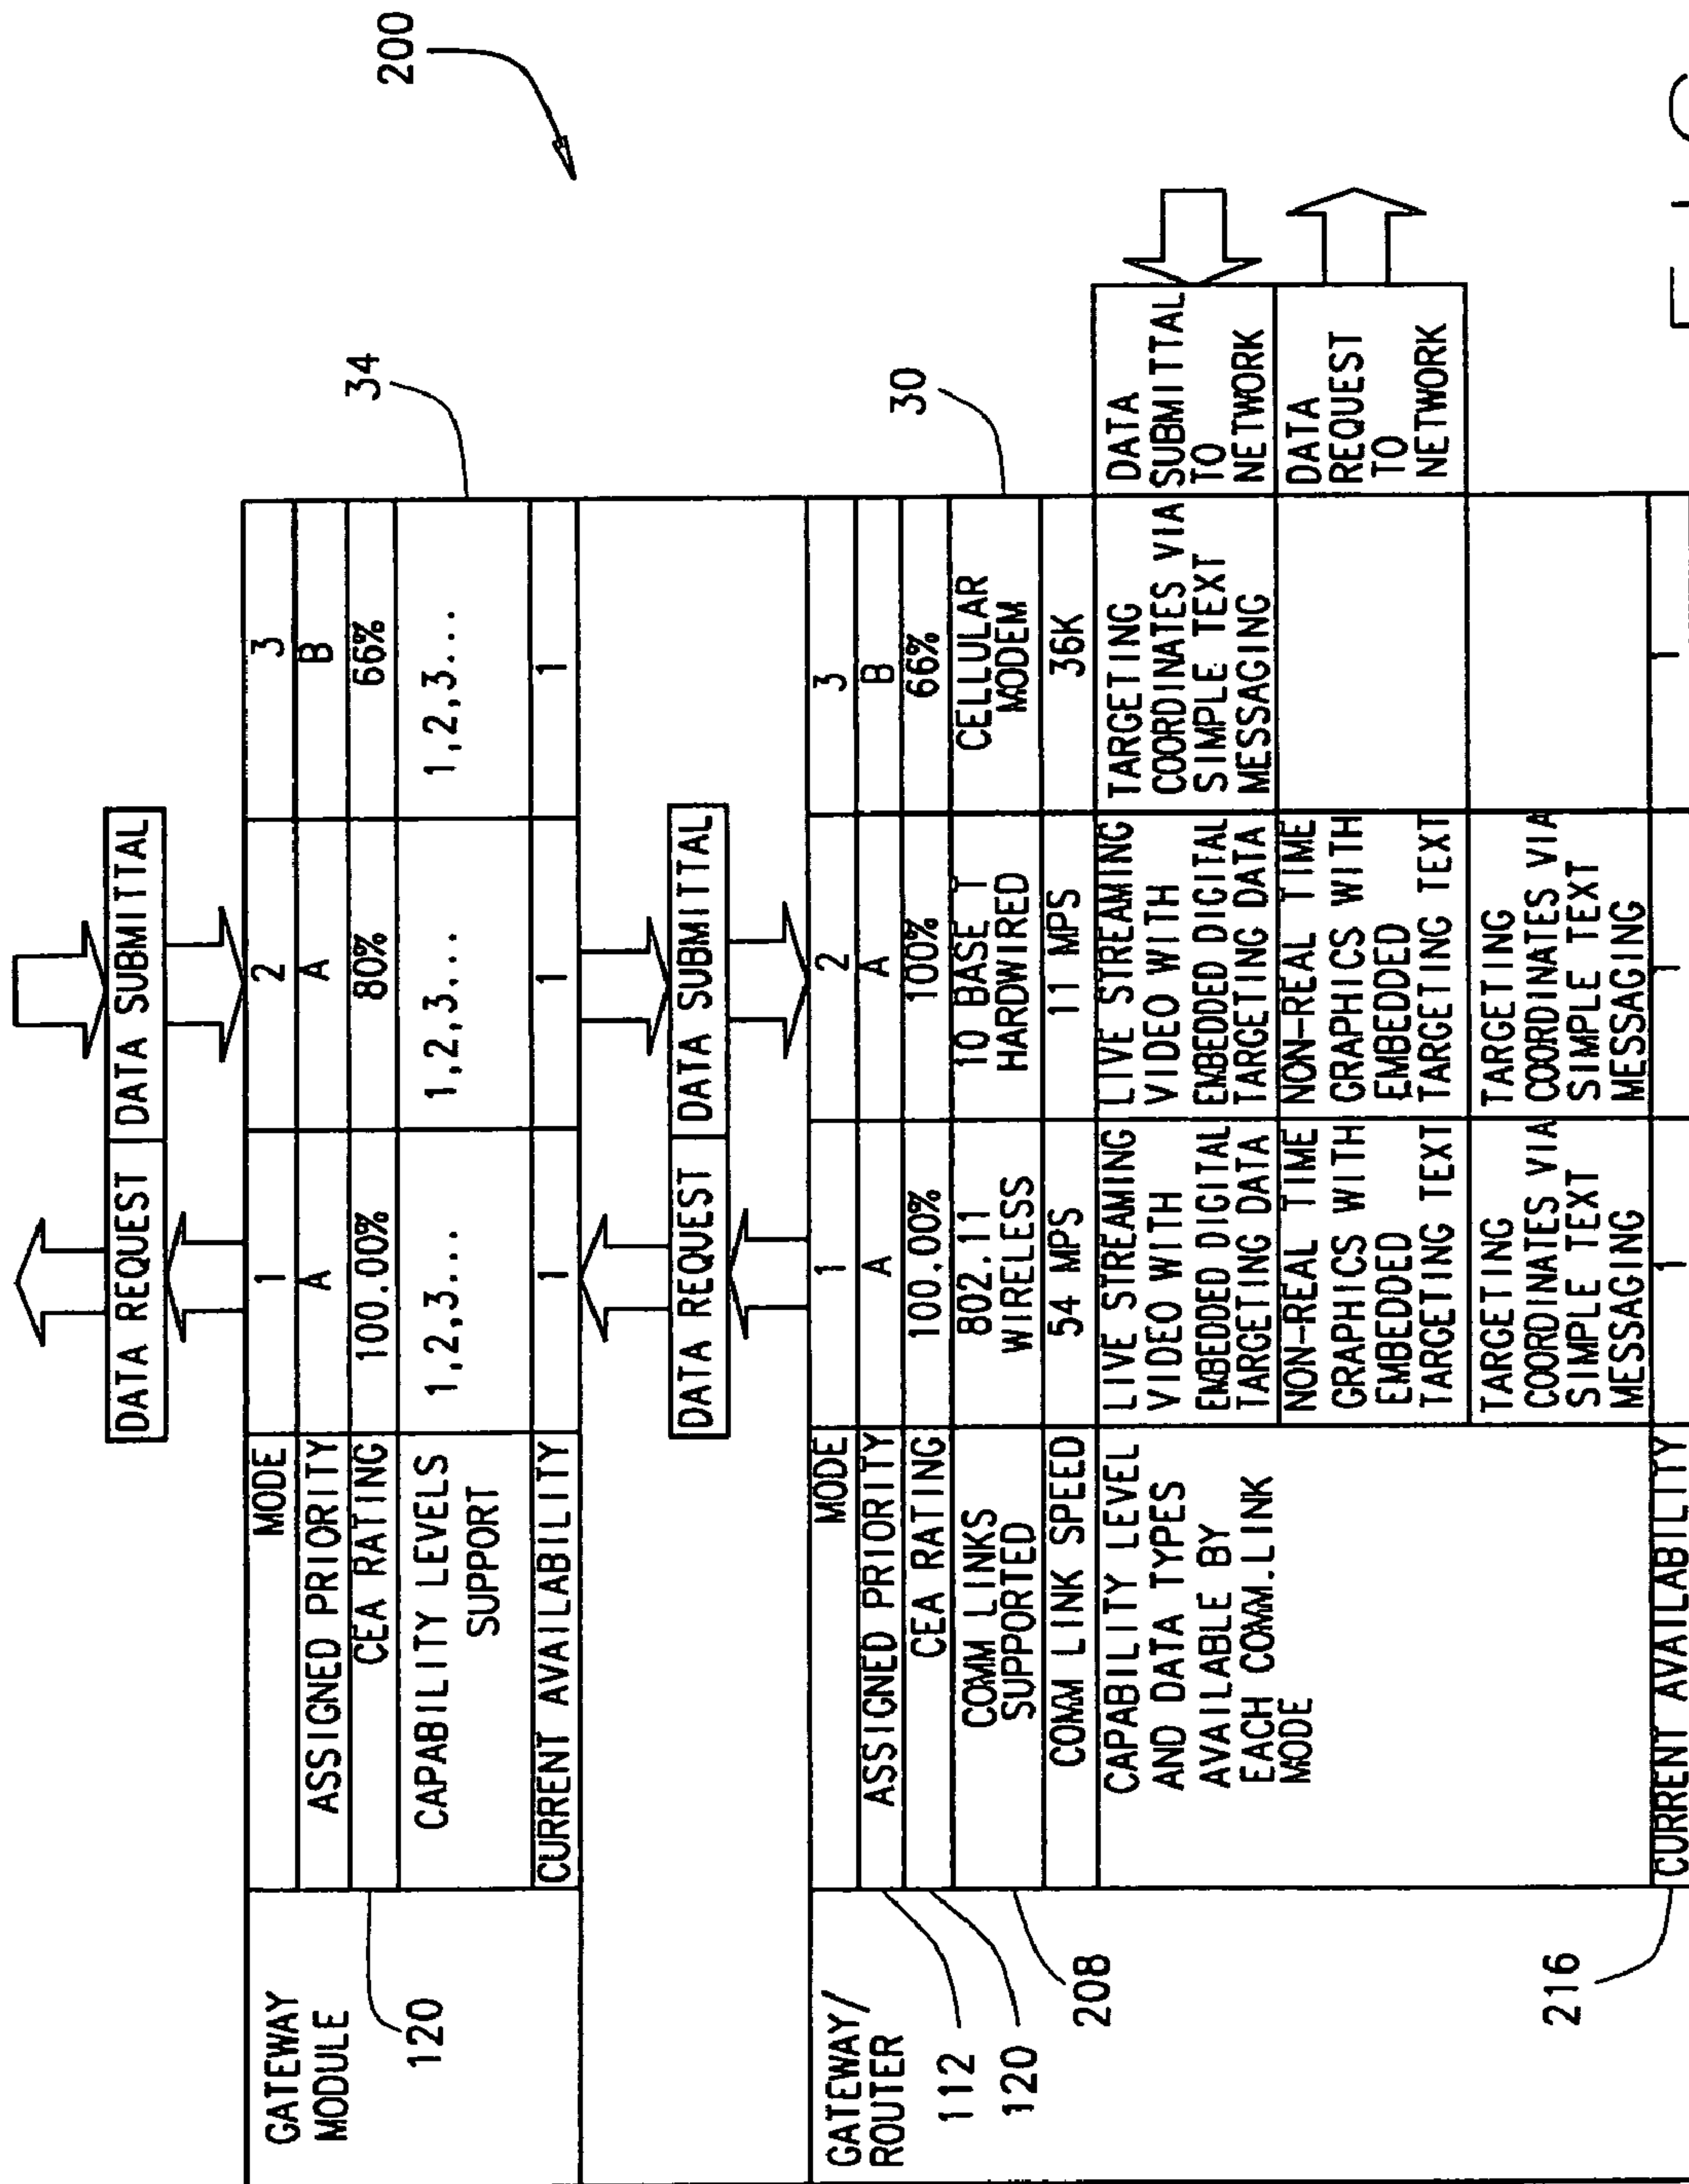 200
DATA REQUEST DATA SUBMITTAL
GATEWAY
MODULE
120
MODE 1 2 3
ASSIGNED PRIORITY A A B
CEA RATING 100.00% 80% 66%
CAPABILITY LEVELS
SUPPORT
1,2,3... 1,2,3... 1,2,3...
CURRENT AVAILABILITY 1 1 1
34
DATA REQUEST DATA SUBMITTAL
GATEWAY/
ROUTER
112
120
208
216
MODE 1 2 3
ASSIGNED PRIORITY A A B
CEA RATING 100.00% 100% 66%
30
COMM LINKS
SUPPORTED
802.11
WIRELESS
10 BASE T
HARDWIRED
CELLULAR
MODEM
COMM LINK SPEED 54 MPS 11 MPS 36K
CAPABILITY LEVEL
AND DATA TYPES
AVAILABLE BY
EACH COMM.LINK
MODE
LIVE STREAMING
VIDEO WITH
EMBEDDED DIGITAL
TARGETING DATA
LIVE STREAMING
VIDEO WITH
EMBEDDED DIGITAL
TARGETING DATA
TARGETING
COORDINATES VIA
SIMPLE TEXT
MESSAGING
DATA
SUBMITTAL
TO
NETWORK
NON-REAL TIME
GRAPHICS WITH
EMBEDDED
TARGETING TEXT
NON-REAL TIME
GRAPHICS WITH
EMBEDDED
TARGETING TEXT
DATA
REQUEST
TO
NETWORK
TARGETING
COORDINATES VIA
SIMPLE TEXT
MESSAGING
TARGETING
COORDINATES VIA
SIMPLE TEXT
MESSAGING
CURRENT AVAILABILITY 1 1 1